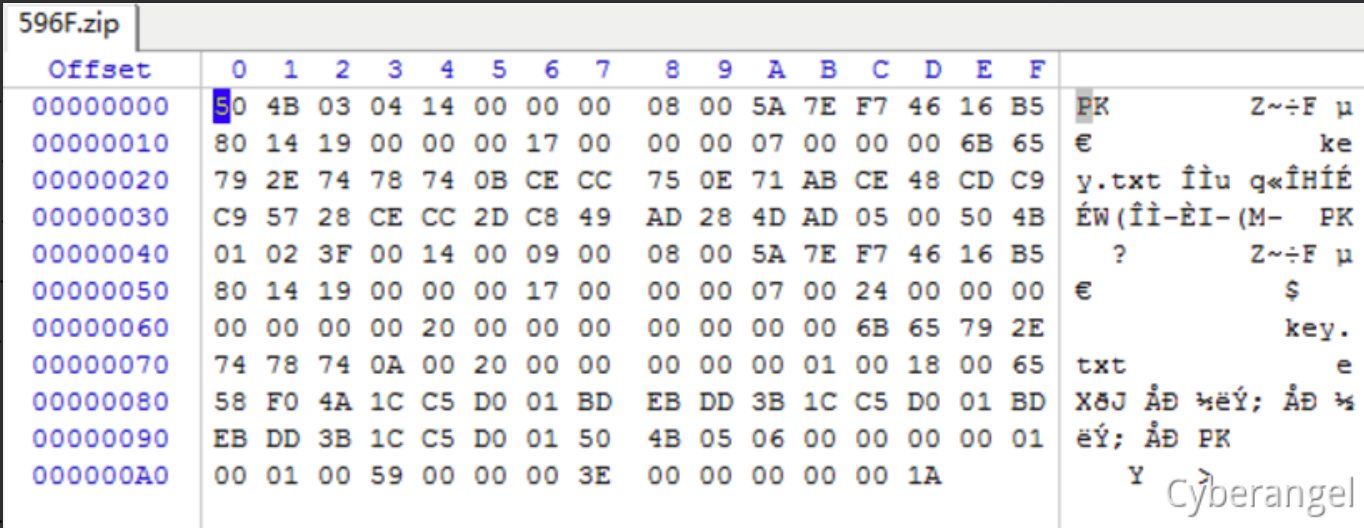 596F.zip
Offset 0 1 2 3 4 5 6 7 8 9 A B C D E F
00000000 50 4B 03 04 14 00 00 00 08 00 5A 7E F7 46 16 B5 PK Z~÷F µ
00000010 80 14 19 00 00 00 17 00 00 00 07 00 00 00 6B 65 € ke
00000020 79 2E 74 78 74 0B CE CC 75 0E 71 AB CE 48 CD C9 y.txt ÎÌu q«ÎHÍÉ
00000030 C9 57 28 CE CC 2D C8 49 AD 28 4D AD 05 00 50 4B ÉW(ÎÌ-ÈI-(M- PK
00000040 01 02 3F 00 14 00 09 00 08 00 5A 7E F7 46 16 B5 ? Z~÷F µ
00000050 80 14 19 00 00 00 17 00 00 00 07 00 24 00 00 00 € $
00000060 00 00 00 00 20 00 00 00 00 00 00 00 6B 65 79 2E key.
00000070 74 78 74 0A 00 20 00 00 00 00 00 01 00 18 00 65 txt e
00000080 58 F0 4A 1C C5 D0 01 BD EB DD 3B 1C C5 D0 01 BD XðJ ÅÐ ½ëÝ; ÅÐ ½
00000090 EB DD 3B 1C C5 D0 01 50 4B 05 06 00 00 00 00 01 ëÝ; ÅÐ PK
000000A0 00 01 00 59 00 00 00 3E 00 00 00 00 00 1A Y >
Cyberangel